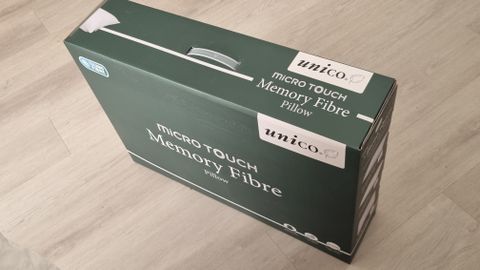 unico.
MICRO TOUCH
Memory Fibre
Pillow
unico.
MICRO TOUCH
Memory Fibre
Pillow